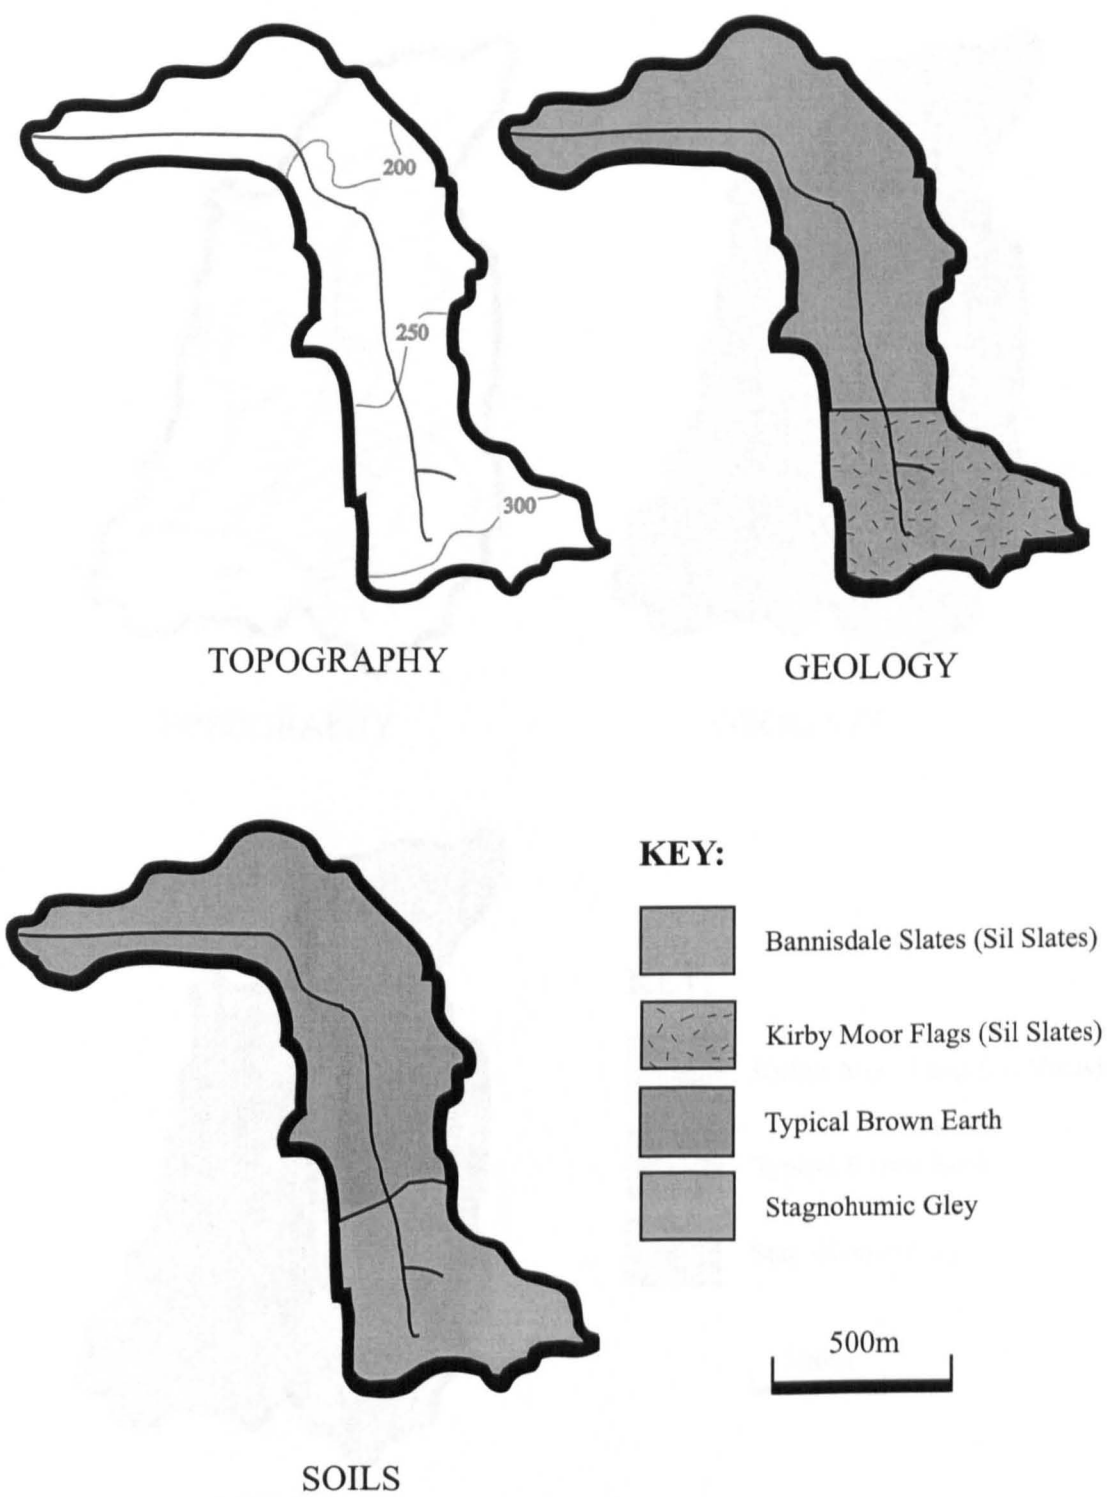 200
250
300
TOPOGRAPHY
GEOLOGY
KEY:
Bannisdale Slates (Sil Slates)
Kirby Moor Flags (Sil Slates)
Typical Brown Earth
Stagnohumic Gley
500m
SOILS